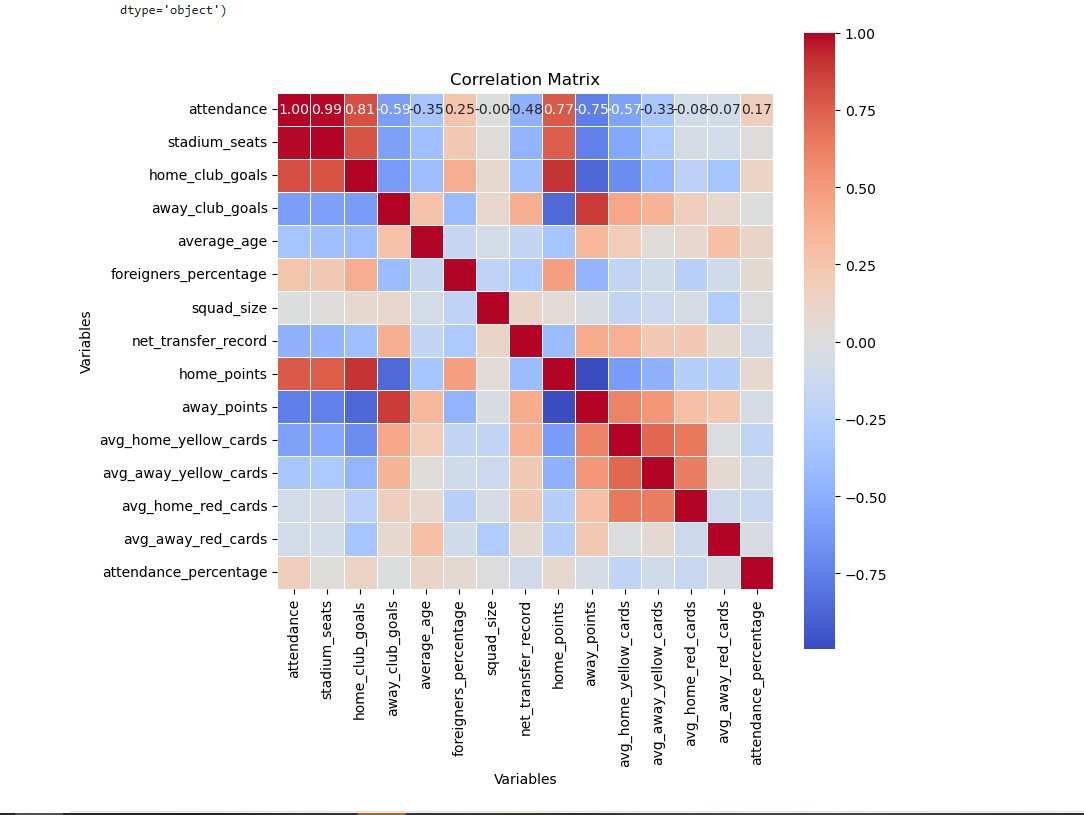 dtype='object')
Correlation Matrix
1.00
0.75
0.50
0.25
0.00
−0.25
−0.50
−0.75
attendance 1.00 0.99 0.81 -0.59 -0.35 0.25 -0.00 -0.48 0.77 -0.75 -0.57 -0.33 -0.08 -0.07 0.17
stadium_seats
home_club_goals
away_club_goals
average_age
foreigners_percentage
squad_size
net_transfer_record
home_points
away_points
avg_home_yellow_cards
avg_away_yellow_cards
avg_home_red_cards
avg_away_red_cards
attendance_percentage
Variables
attendance
stadium_seats
home_club_goals
away_club_goals
average_age
foreigners_percentage
squad_size
net_transfer_record
home_points
away_points
avg_home_yellow_cards
avg_away_yellow_cards
avg_home_red_cards
avg_away_red_cards
attendance_percentage
Variables